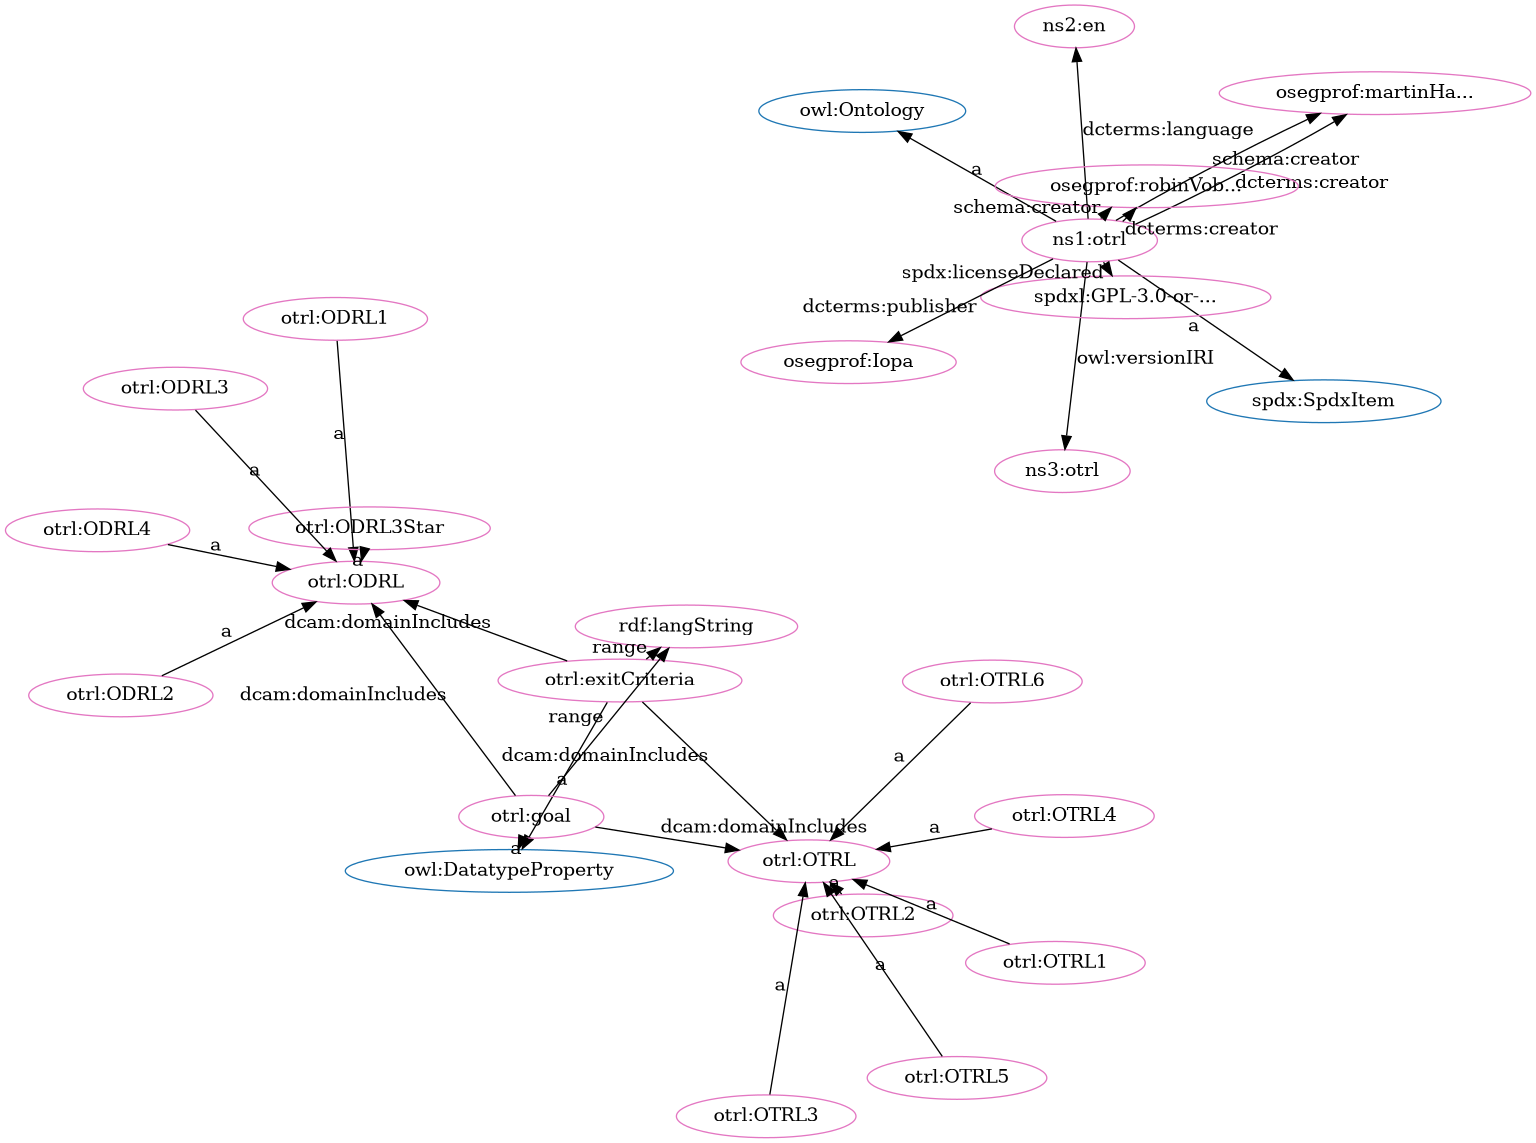 ns2:en
osegprof:martinHa...
owl:Ontology
dcterms:language
schema:creator
a
dcterms:creator
osegprof:robinVob...
schema:creator
dcterms:creator
ns1:otrl
spdx:licenseDeclared
spdxl:GPL-3.0-or-...
dcterms:publisher
a
otrl:ODRL1
owl:versionIRI
osegprof:Iopa
otrl:ODRL3
spdx:SpdxItem
a
a
ns3:otrl
otrl:ODRL4
otrl:ODRL3Star
a
a
otrl:ODRL
dcam:domainIncludes
rdf:langString
a
range
otrl:exitCriteria
otrl:OTRL6
otrl:ODRL2
dcam:domainIncludes
range
dcam:domainIncludes
a
a
otrl:goal
otrl:OTRL4
dcam:domainIncludes
a
a
otrl:OTRL
owl:DatatypeProperty
a
a
otrl:OTRL2
otrl:OTRL1
a
a
otrl:OTRL5
otrl:OTRL3